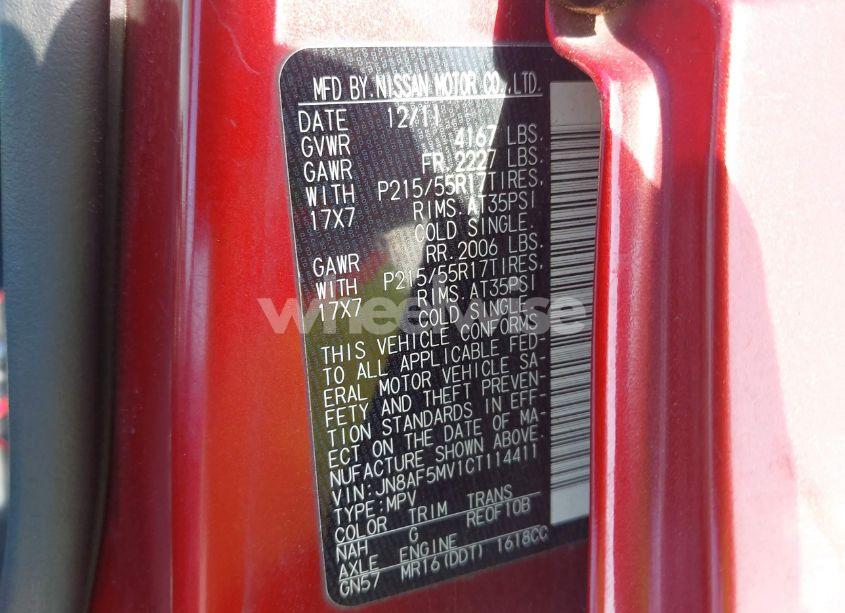 MFD BY NISSAN MOTOR CO., LTD.
DATE 12/11
GVWR 4167 LBS.
GAWR FR. 2227 LBS.
WITH P215/55R17TIRES,
17X7 RIMS. AT35PSI
COLD SINGLE.
GAWR RR. 2006 LBS.
WITH P215/55R17TIRES,
17X7 RIMS. AT35PSI
COLD SINGLE.
wheelwise
THIS VEHICLE CONFORMS
TO ALL APPLICABLE FED-
ERAL MOTOR VEHICLE SA-
FETY AND THEFT PREVEN-
TION STANDARDS IN EFF-
ECT ON THE DATE OF MA-
NUFACTURE SHOWN ABOVE.
VIN:JN8AF5MV1CT114411
TYPE:MPV
COLOR TRIM TRANS
NAH G RE0F10B
AXLE ENGINE
GN57 MR16(DDT) 1618CC